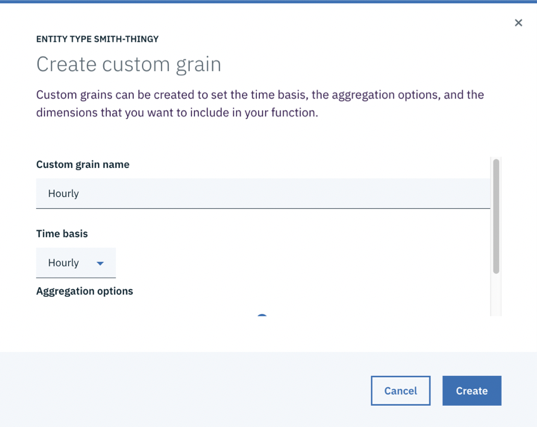 ENTITY TYPE SMITH-THINGY
Create custom grain
Custom grains can be created to set the time basis, the aggregation options, and the
dimensions that you want to include in your function.
Custom grain name
Hourly
Time basis
Hourly
Aggregation options
Cancel
Create